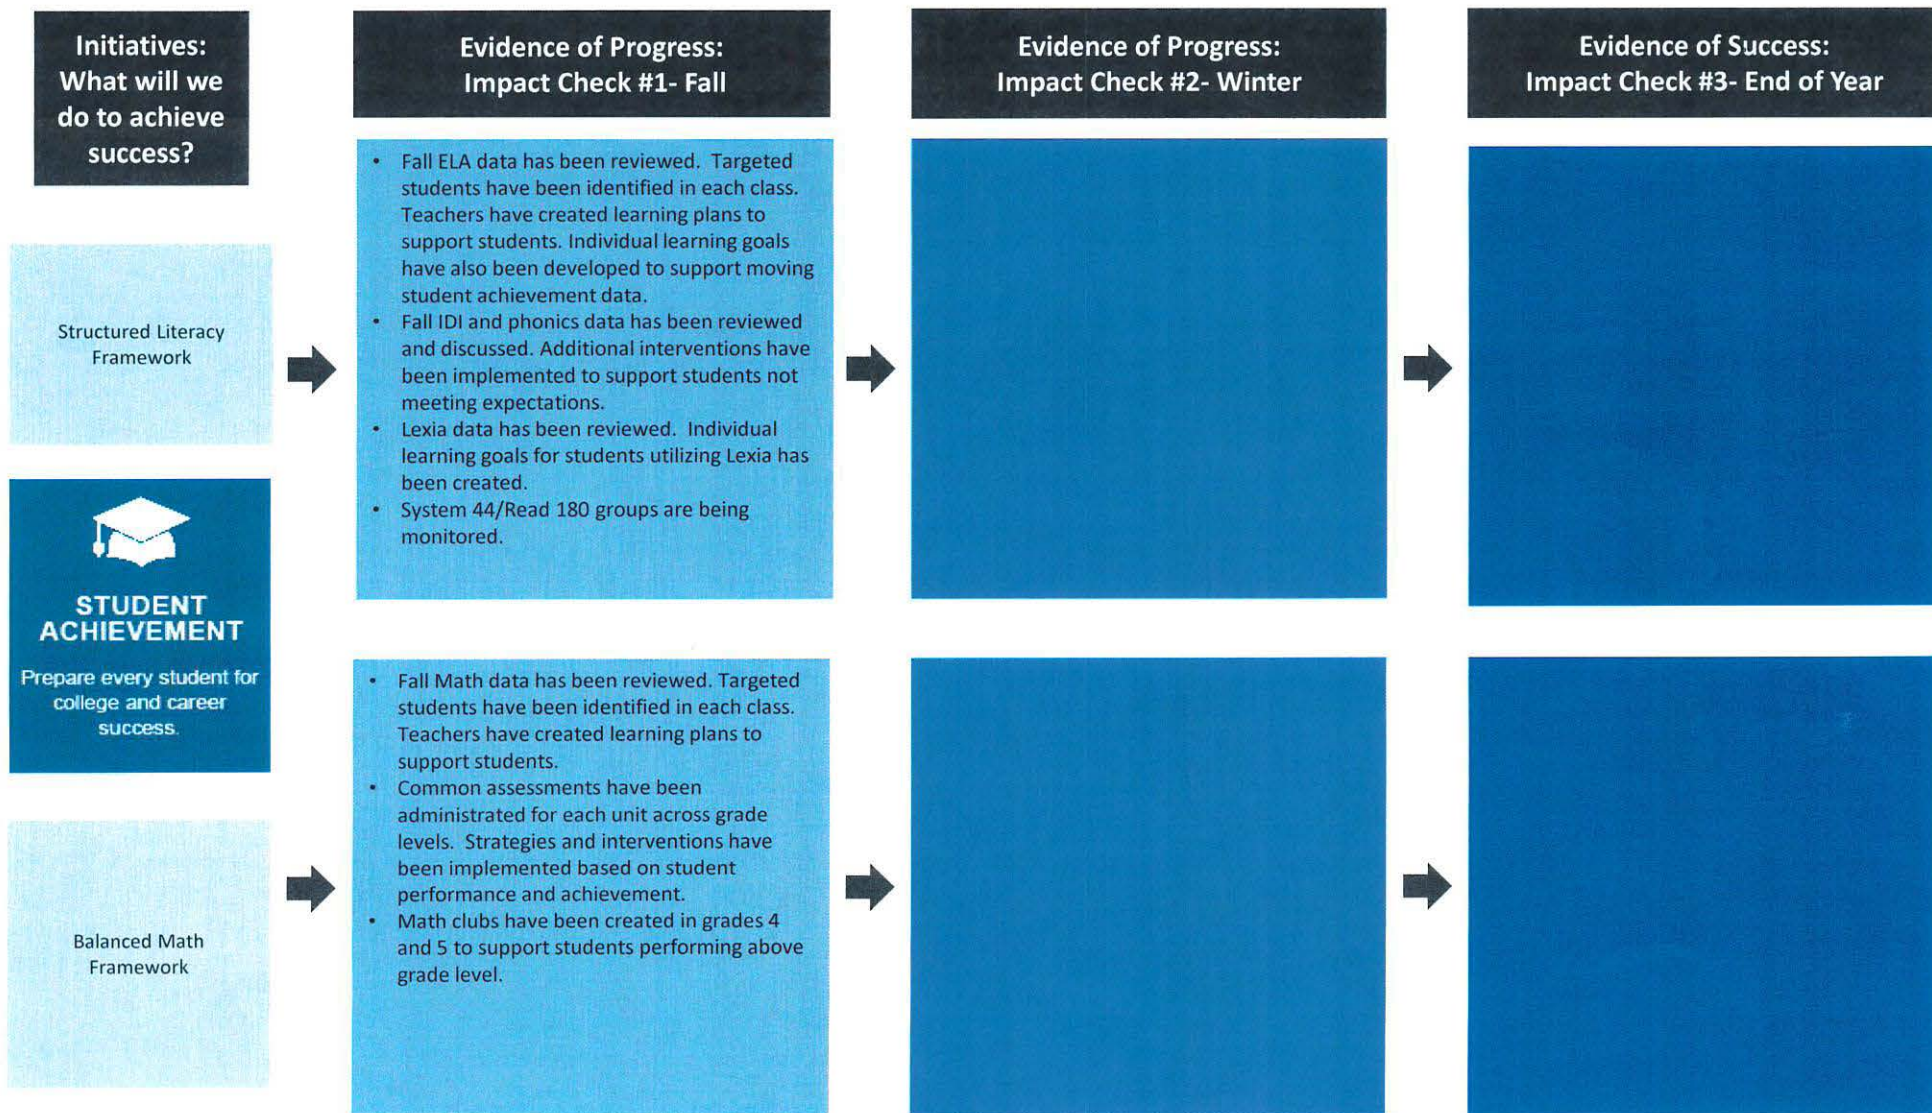 Initiatives:
What will we
do to achieve
success?
Evidence of Progress:
Impact Check #1- Fall
Evidence of Progress:
Impact Check #2- Winter
Evidence of Success:
Impact Check #3- End of Year
Structured Literacy
Framework
• Fall ELA data has been reviewed.  Targeted
students have been identified in each class.
Teachers have created learning plans to
support students. Individual learning goals
have also been developed to support moving
student achievement data.
• Fall IDI and phonics data has been reviewed
and discussed. Additional interventions have
been implemented to support students not
meeting expectations.
• Lexia data has been reviewed.  Individual
learning goals for students utilizing Lexia has
been created.
• System 44/Read 180 groups are being
monitored.
STUDENT
ACHIEVEMENT
Prepare every student for
college and career
success.
Balanced Math
Framework
• Fall Math data has been reviewed. Targeted
students have been identified in each class.
Teachers have created learning plans to
support students.
• Common assessments have been
administrated for each unit across grade
levels.  Strategies and interventions have
been implemented based on student
performance and achievement.
• Math clubs have been created in grades 4
and 5 to support students performing above
grade level.